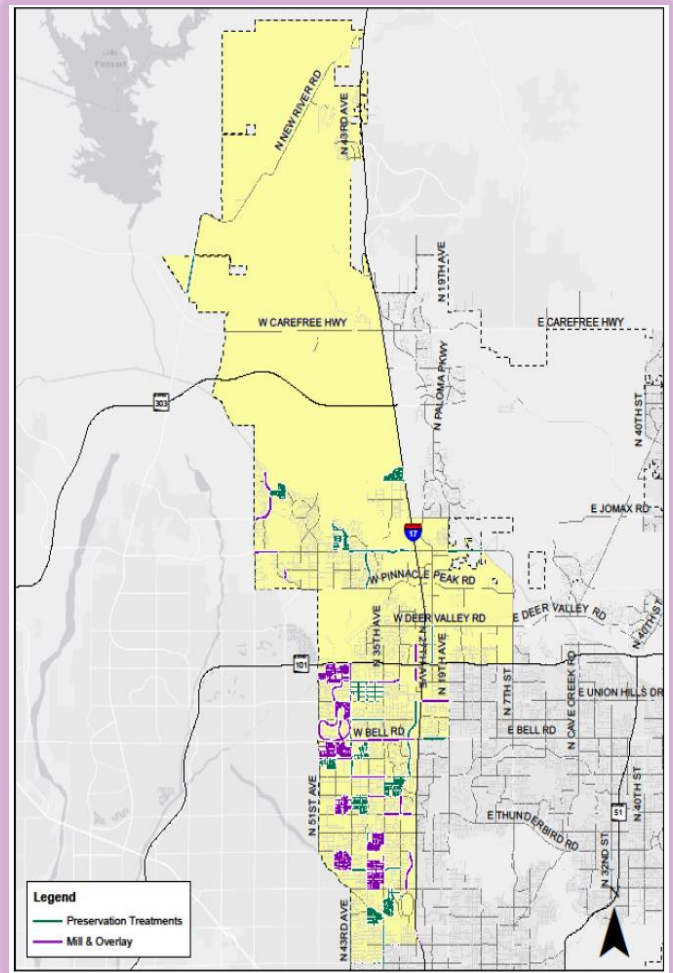 Lake
Pleasant
N NEW RIVER RD
N 43RD AVE
N 19TH AVE
W CAREFREE HWY
E CAREFREE HWY
N PALOMA PKWY
303
N 40TH ST
E JOMAX RD
17
W PINNACLE PEAK RD
W DEER VALLEY RD
E DEER VALLEY RD
N 40TH ST
N 35TH AVE
N 27TH AVE
N 19TH AVE
101
N 7TH ST
N CAVE CREEK RD
E UNION HILLS DR
W BELL RD
E BELL RD
N 51ST AVE
51
N 40TH ST
E THUNDERBIRD RD
N 32ND ST
N 43RD AVE
Legend
Preservation Treatments
Mill & Overlay